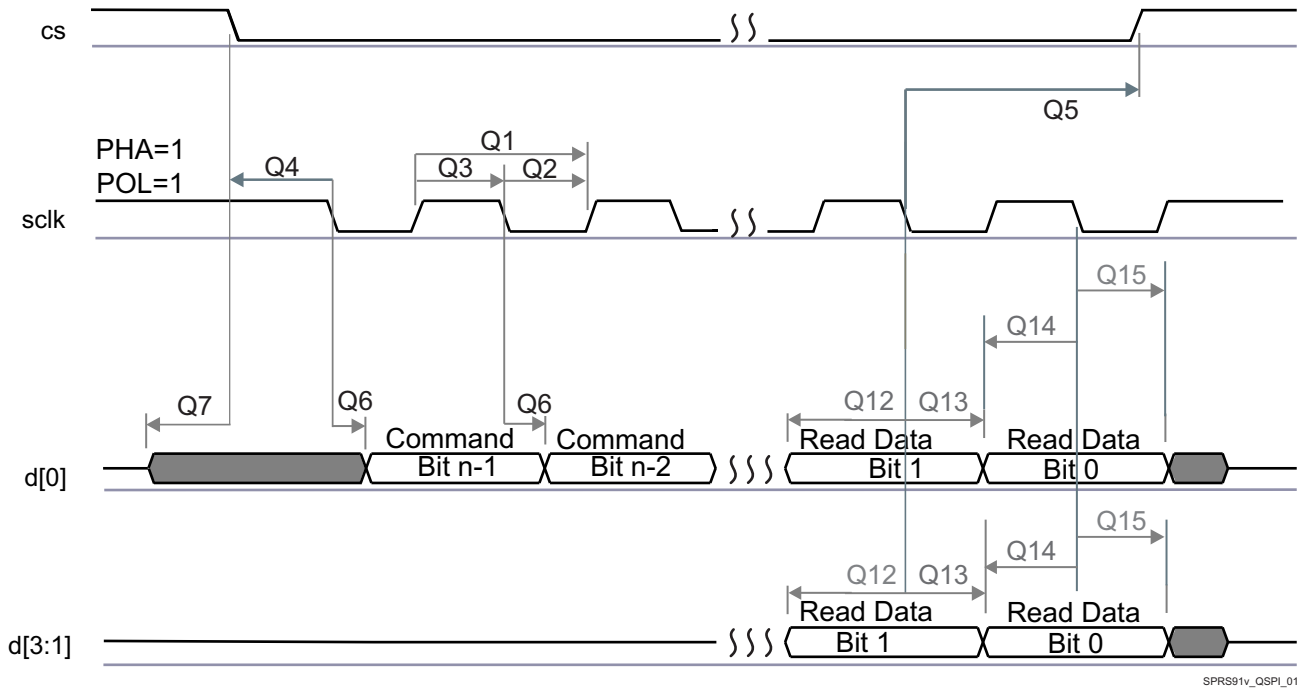 cs
Q5
PHA=1
POL=1
Q4
Q1
Q3
Q2
sclk
Q15
Q14
Q7
Q6
Q6
Q12
Q13
Command
Command
Read Data
Read Data
d[0]
Bit n-1
Bit n-2
Bit 1
Bit 0
Q15
Q14
Q12
Q13
Read Data
Read Data
d[3:1]
Bit 1
Bit 0
SPRS91v_QSPI_01